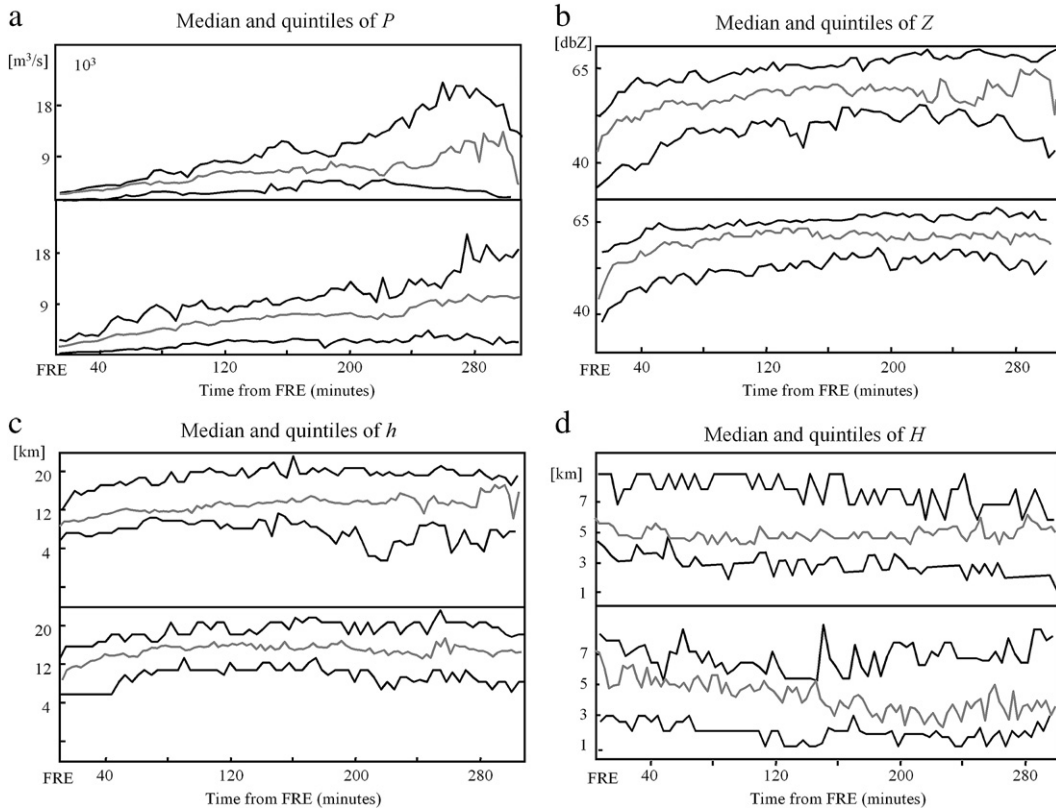 a
Median and quintiles of P
[m³/s]
10³
18
9
18
9
FRE 40 120 200 280
Time from FRE (minutes)
b
Median and quintiles of Z
[dbZ]
65
40
65
40
FRE 40 120 200 280
Time from FRE (minutes)
c
Median and quintiles of h
[km]
20
12
4
20
12
4
FRE 40 120 200 280
Time from FRE (minutes)
d
Median and quintiles of H
[km]
7
5
3
1
7
5
3
1
FRE 40 120 200 280
Time from FRE (minutes)